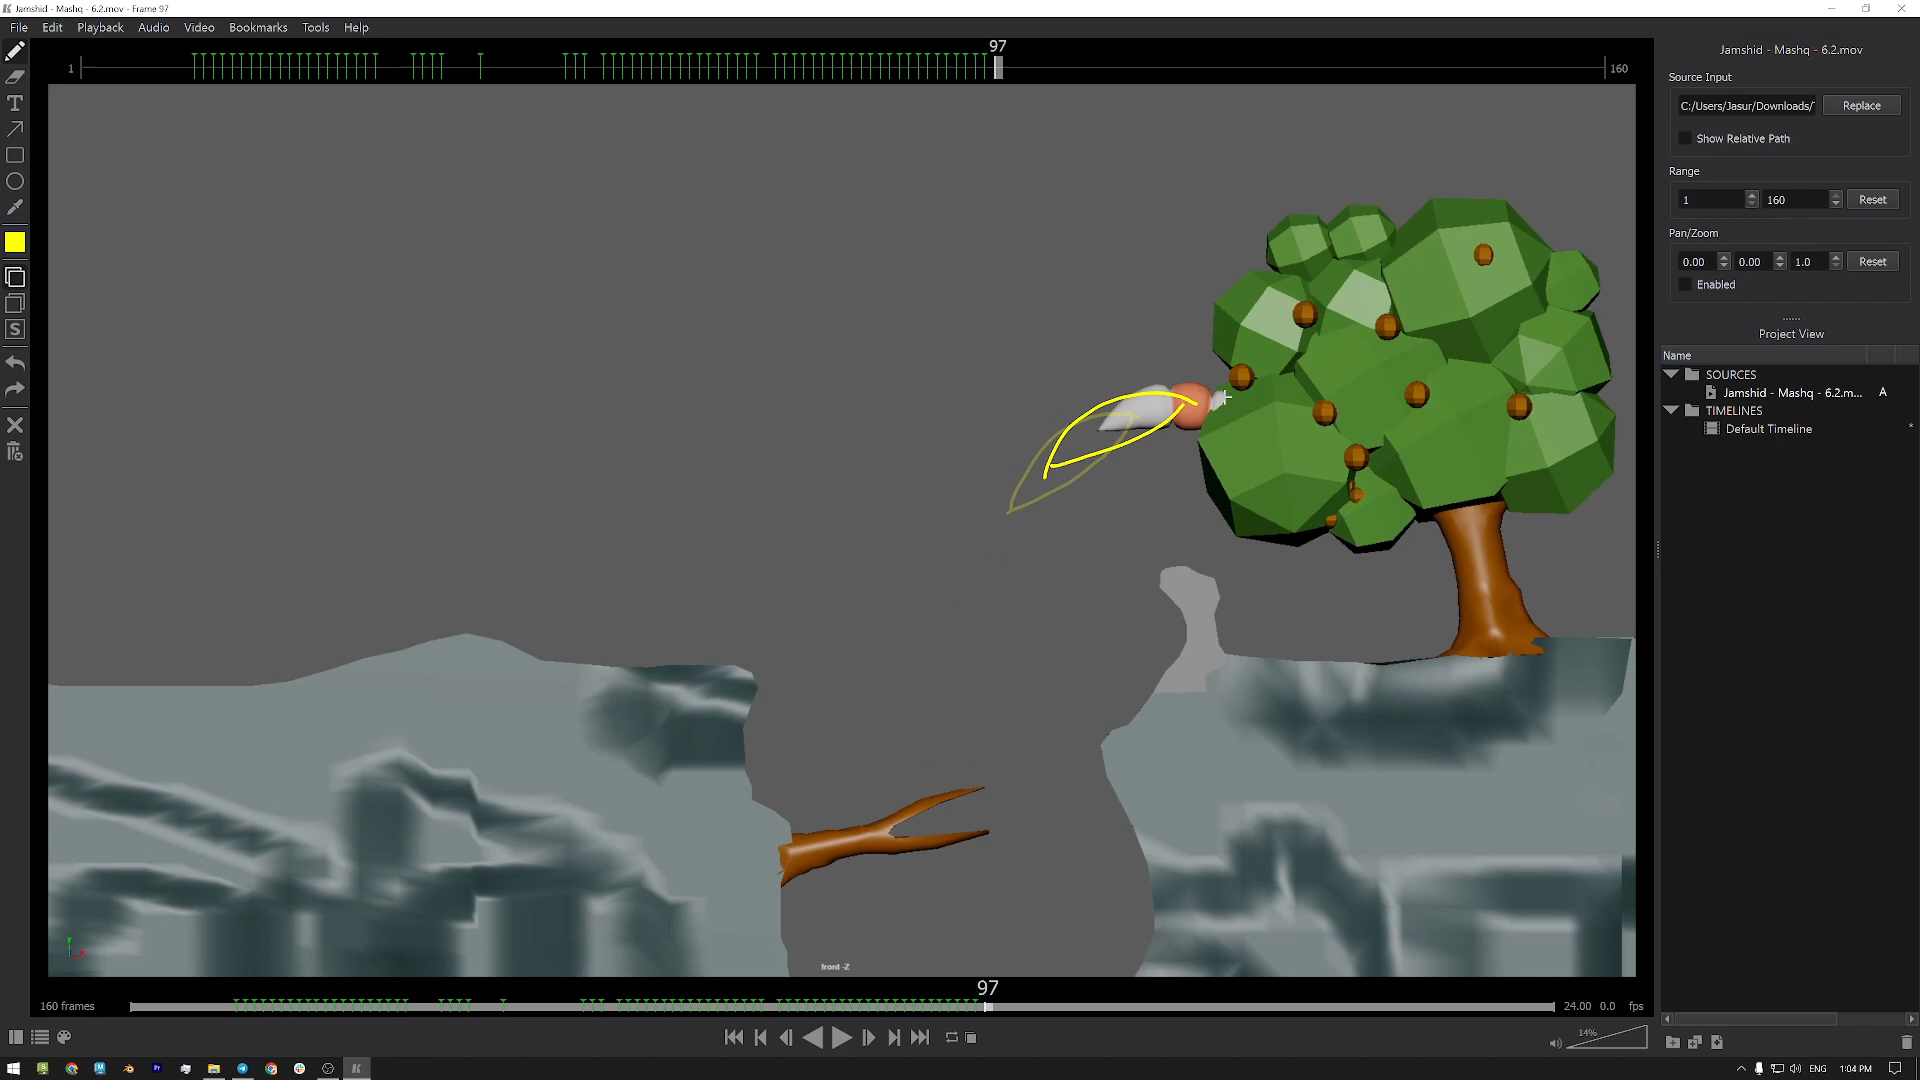 Jamshid - Mashq - 6.2.mov - Frame 97
File Edit Playback Audio Video Bookmarks Tools Help
97
1
160
Jamshid - Mashq - 6.2.mov
Source Input
C:/Users/Jasur/Downloads/
Replace
Show Relative Path
Range
1
160
Reset
Pan/Zoom
0.00
0.00
1.0
Reset
Enabled
Project View
Name
SOURCES
Jamshid - Mashq - 6.2.m...
A
TIMELINES
Default Timeline
*
T
S
y
x
front -Z
97
160 frames
24.00 0.0 fps
14%
ENG
1:04 PM